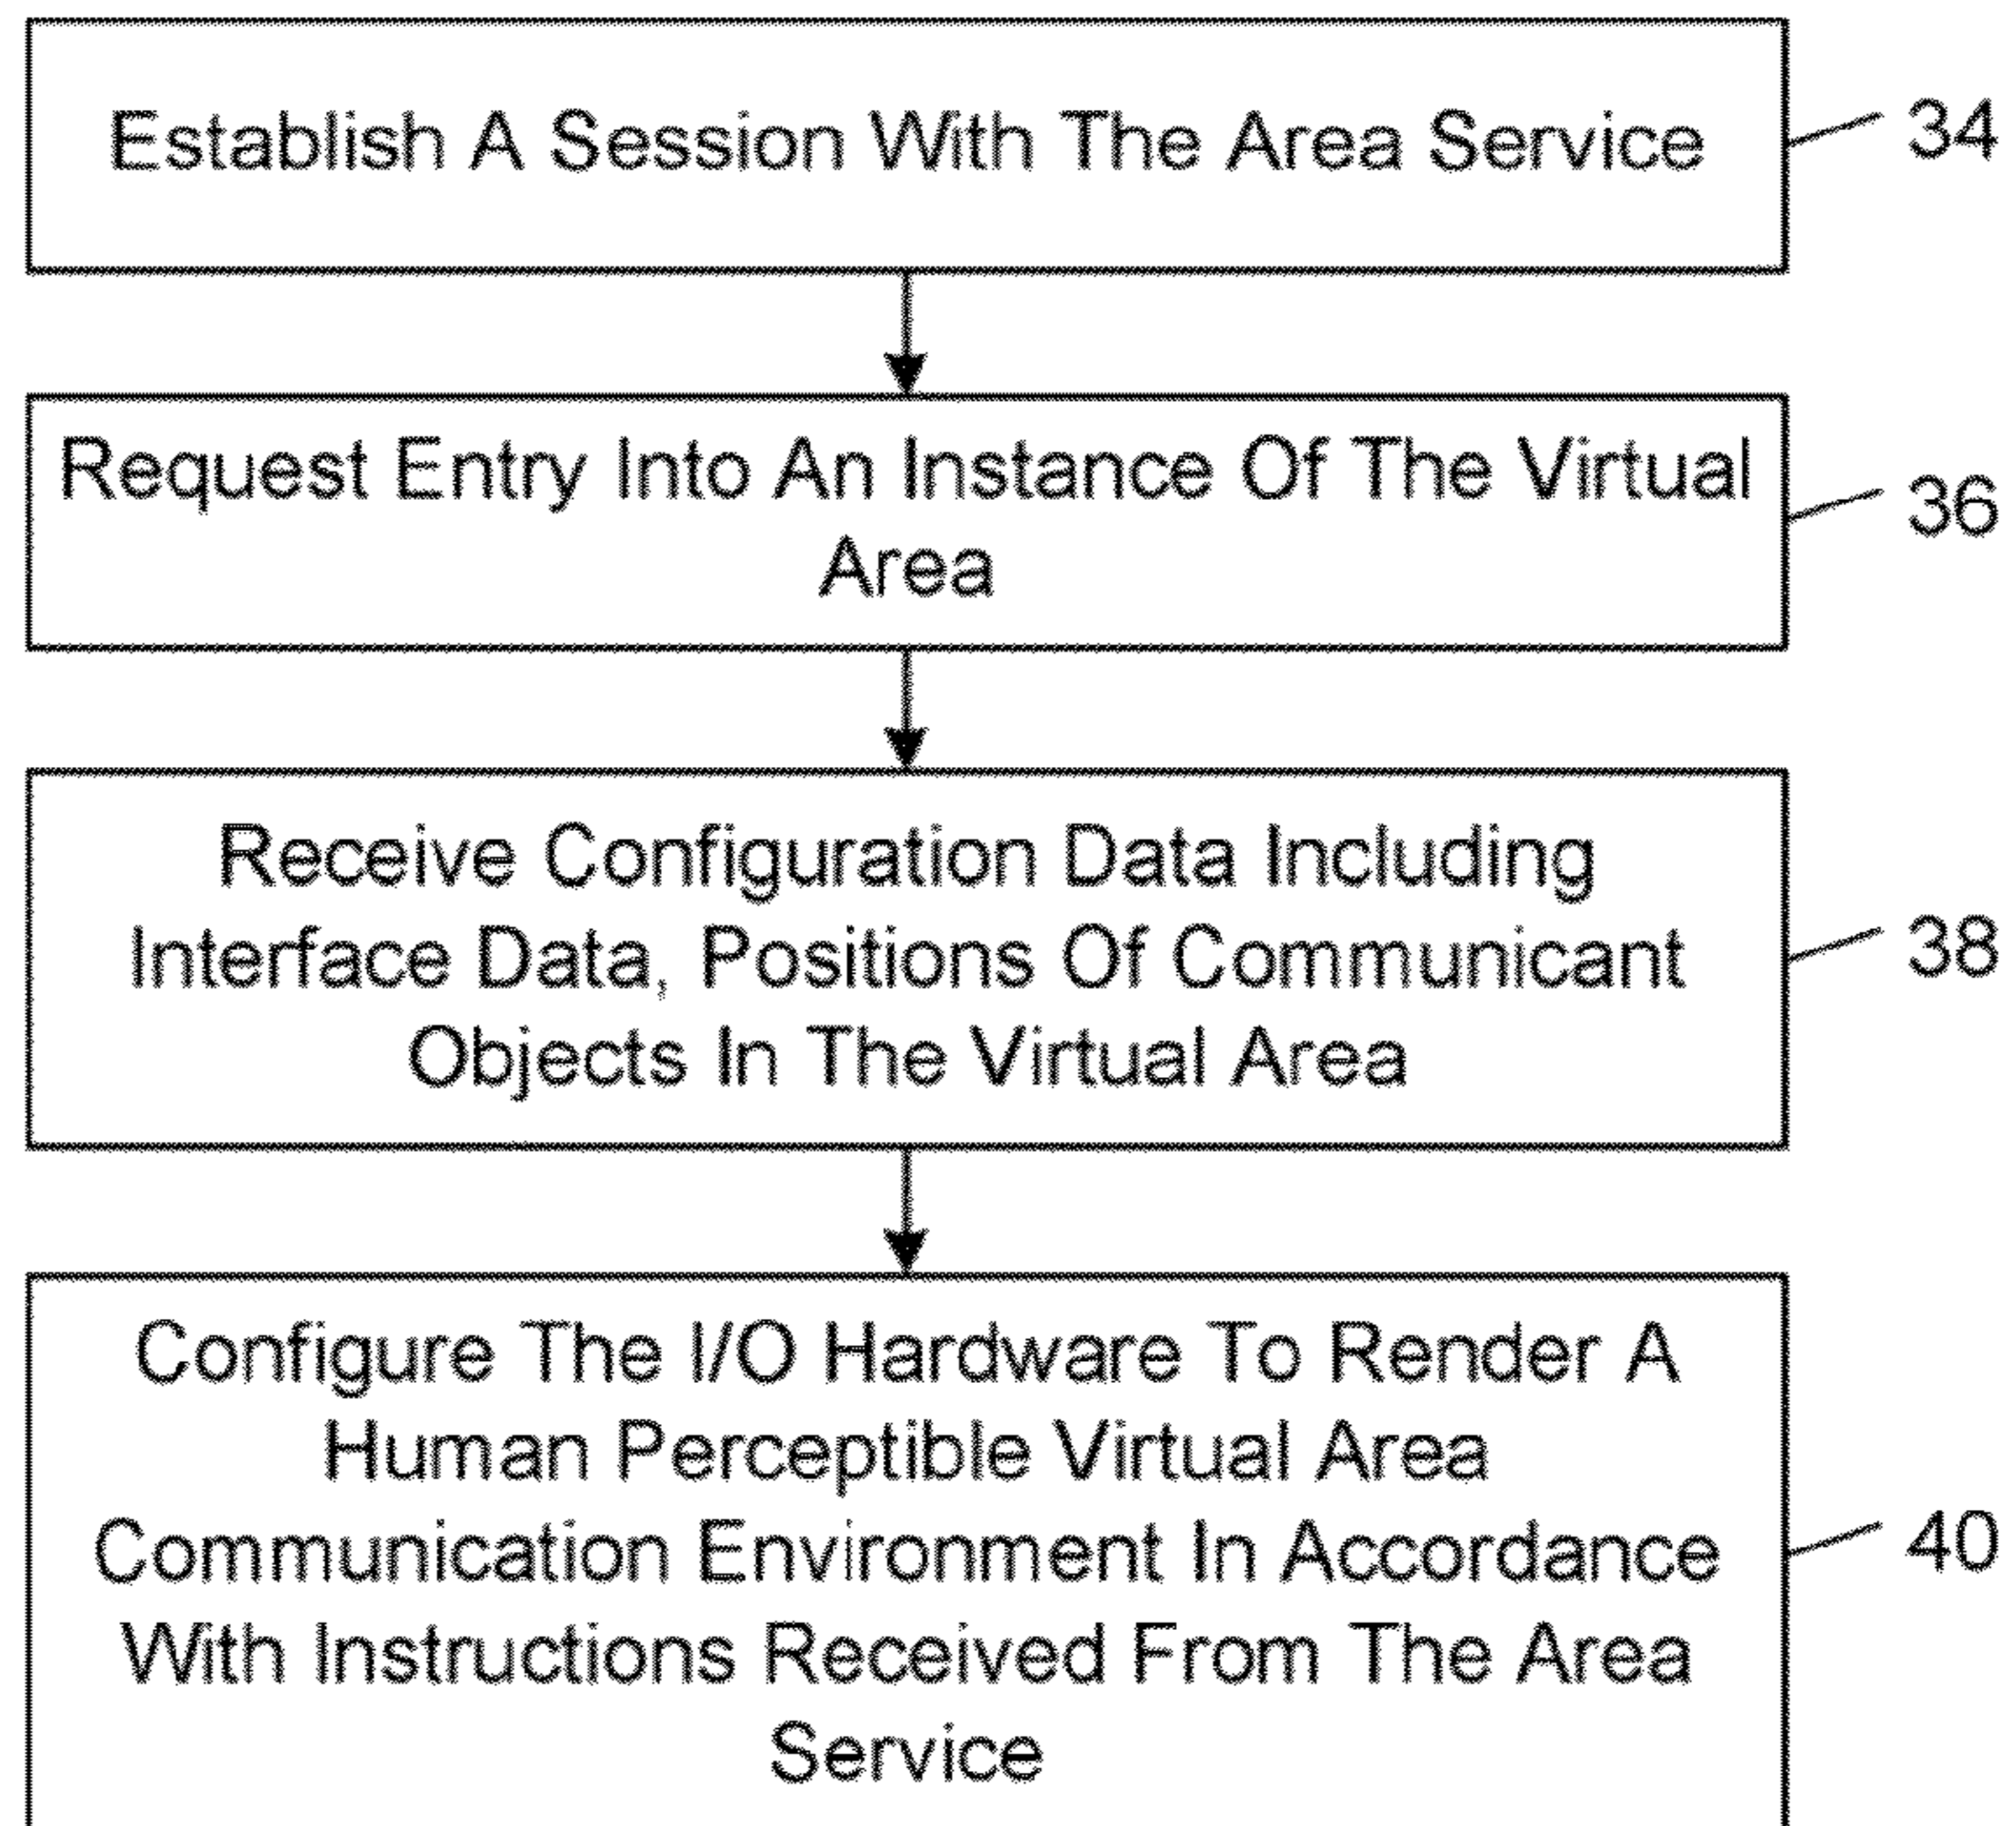 Establish A Session With The Area Service
34
Request Entry Into An Instance Of The Virtual
Area
36
Receive Configuration Data Including
Interface Data, Positions Of Communicant
Objects In The Virtual Area
38
Configure The I/O Hardware To Render A
Human Perceptible Virtual Area
Communication Environment In Accordance
With Instructions Received From The Area
Service
40